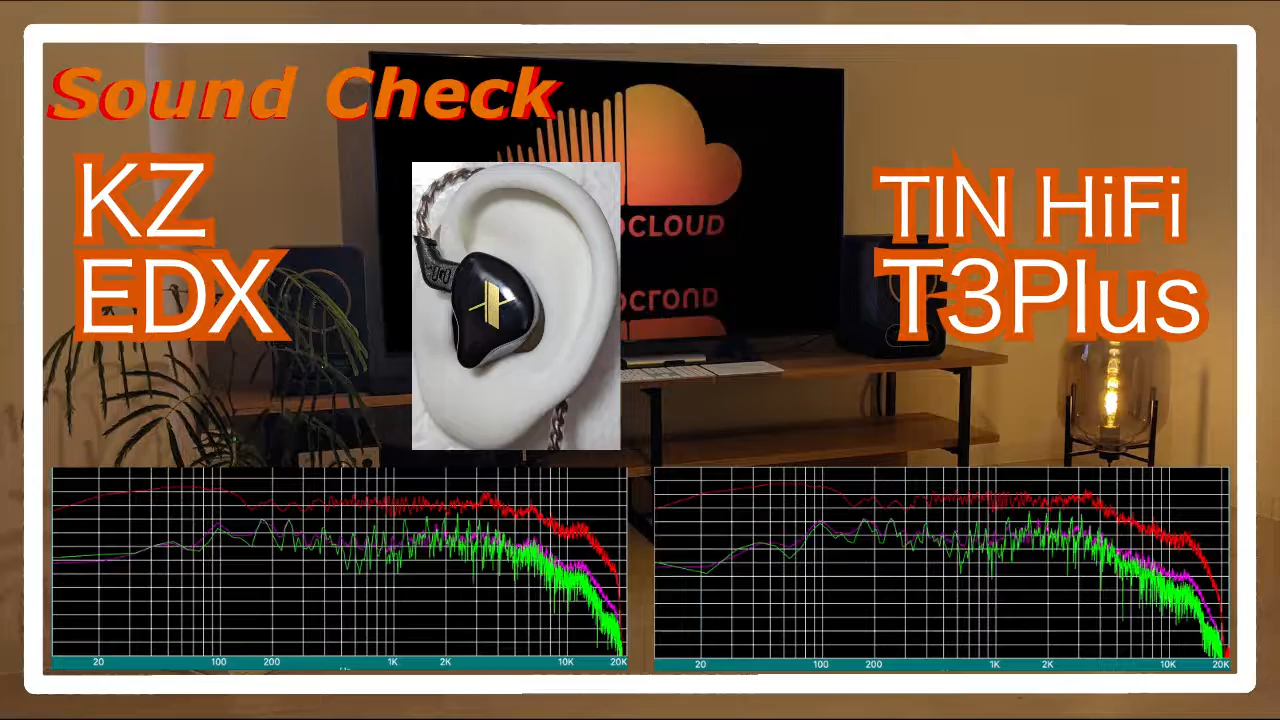 Sound Check
KZ
EDX
TIN HiFi
T3Plus
CLOUD
20 100 200 1K 2K 10K 20K
20 100 200 1K 2K 10K 20K